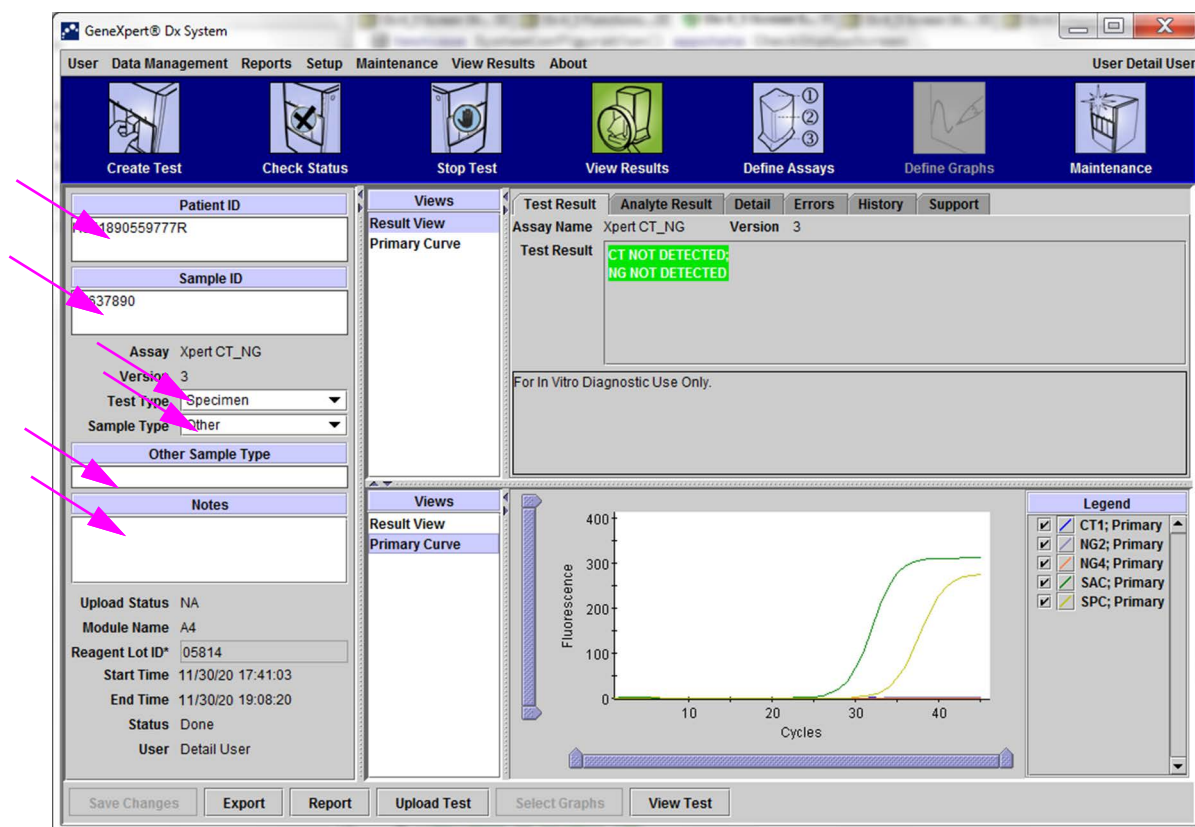 GeneXpert® Dx System
User Data Management Reports Setup Maintenance View Results About User Detail User
Create Test Check Status Stop Test View Results Define Assays Define Graphs Maintenance
Patient ID
1890559777R
Sample ID
637890
Assay Xpert CT_NG
Version 3
Test Type Specimen
Sample Type Other
Other Sample Type
Notes
Upload Status NA
Module Name A4
Reagent Lot ID* 05814
Start Time 11/30/20 17:41:03
End Time 11/30/20 19:08:20
Status Done
User Detail User
Views
Result View
Primary Curve
Test Result Analyte Result Detail Errors History Support
Assay Name Xpert CT_NG Version 3
Test Result
CT NOT DETECTED;
NG NOT DETECTED
For In Vitro Diagnostic Use Only.
Views
Result View
Primary Curve
Fluorescence
400
300
200
100
0
10 20 30 40
Cycles
Legend
CT1; Primary
NG2; Primary
NG4; Primary
SAC; Primary
SPC; Primary
Save Changes Export Report Upload Test Select Graphs View Test